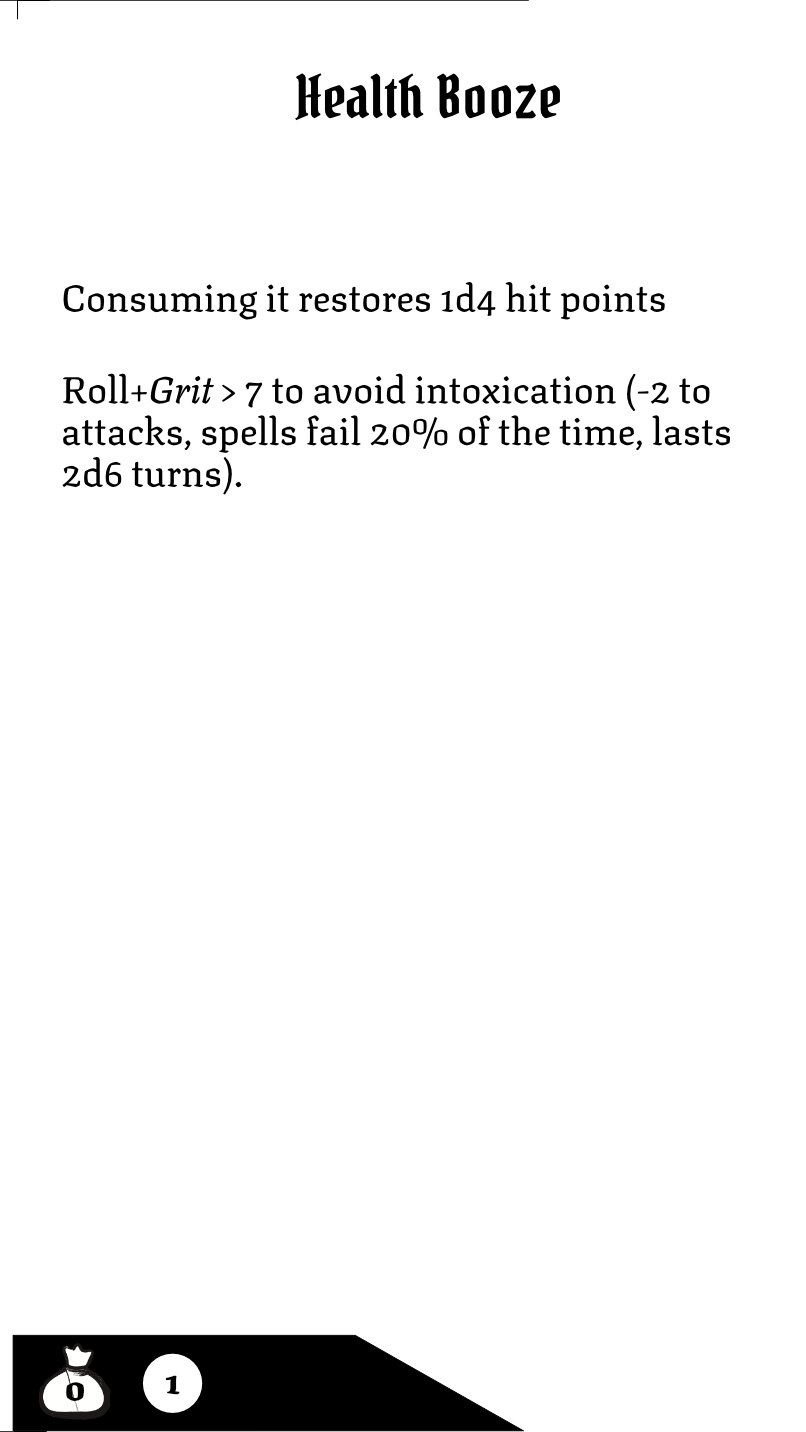 Health Booze
Consuming it restores 1d4 hit points
Roll+Grit > 7 to avoid intoxication (-2 to
attacks, spells fail 20% of the time, lasts
2d6 turns).
0 1